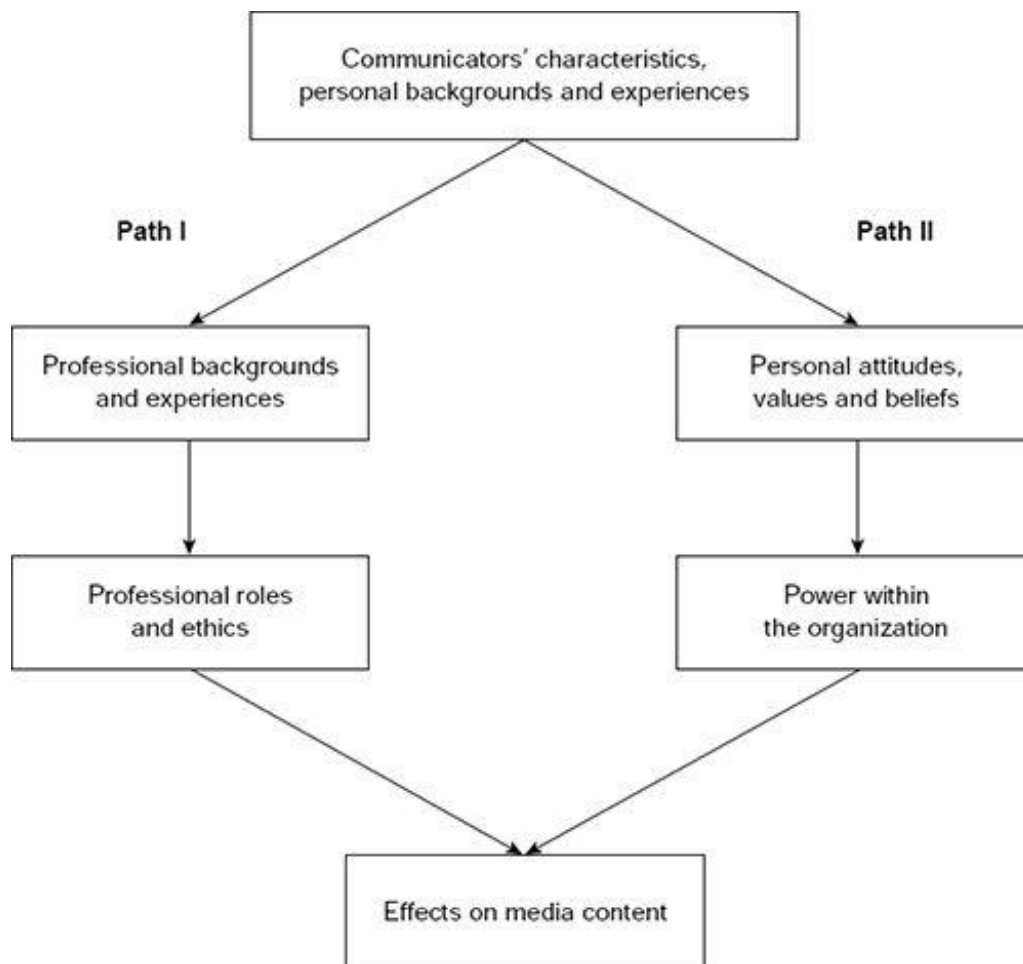 Communicators’ characteristics,
personal backgrounds and experiences
Path I
Path II
Professional backgrounds
and experiences
Personal attitudes,
values and beliefs
Professional roles
and ethics
Power within
the organization
Effects on media content